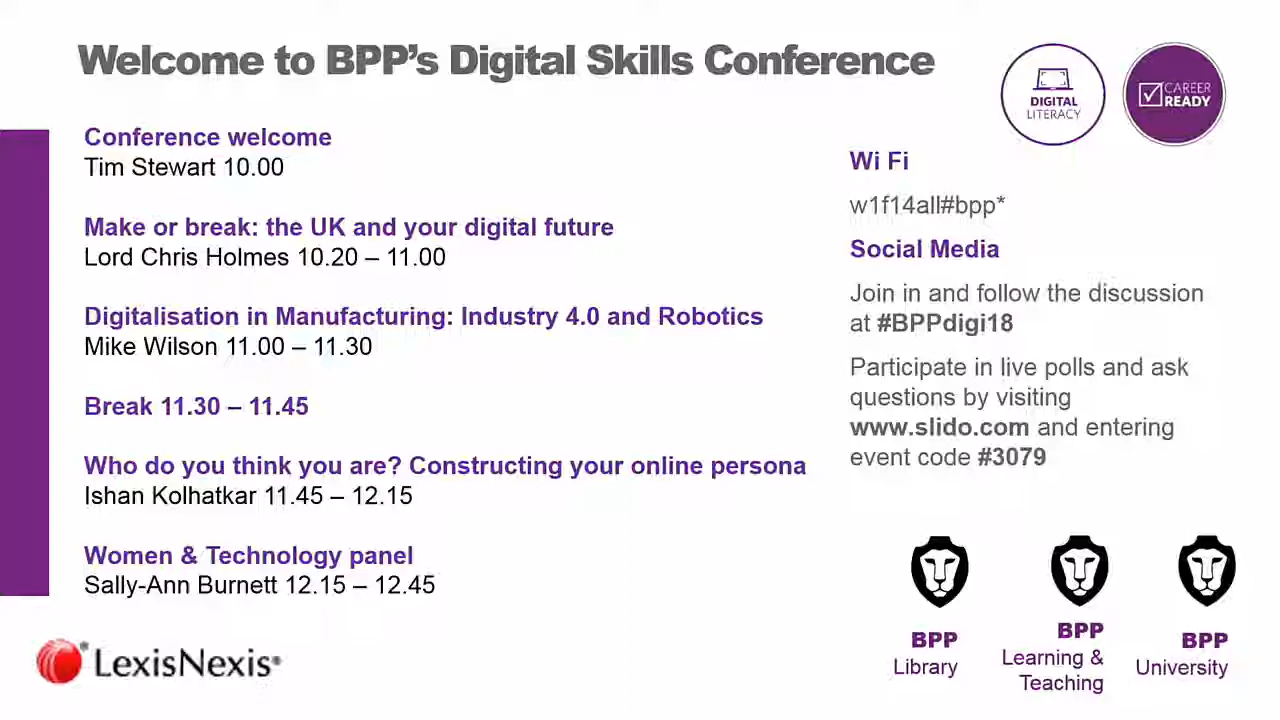 Welcome to BPP’s Digital Skills Conference
DIGITAL
LITERACY
CAREER
READY
Conference welcome
Tim Stewart 10.00
Make or break: the UK and your digital future
Lord Chris Holmes 10.20 – 11.00
Digitalisation in Manufacturing: Industry 4.0 and Robotics
Mike Wilson 11.00 – 11.30
Break 11.30 – 11.45
Who do you think you are? Constructing your online persona
Ishan Kolhatkar 11.45 – 12.15
Women & Technology panel
Sally-Ann Burnett 12.15 – 12.45
Wi Fi
w1f14all#bpp*
Social Media
Join in and follow the discussion
at #BPPdigi18
Participate in live polls and ask
questions by visiting
www.slido.com and entering
event code #3079
LexisNexis®
BPP
Library
BPP
Learning &
Teaching
BPP
University